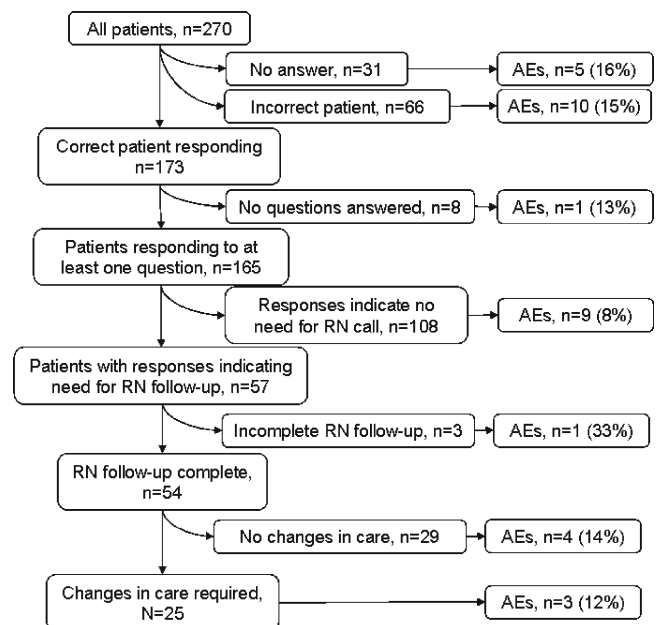 All patients, n=270
No answer, n=31
AEs, n=5 (16%)
Incorrect patient, n=66
AEs, n=10 (15%)
Correct patient responding
n=173
No questions answered, n=8
AEs, n=1 (13%)
Patients responding to at
least one question, n=165
Responses indicate no
need for RN call, n=108
AEs, n=9 (8%)
Patients with responses indicating
need for RN follow-up, n=57
Incomplete RN follow-up, n=3
AEs, n=1 (33%)
RN follow-up complete,
n=54
No changes in care, n=29
AEs, n=4 (14%)
Changes in care required,
N=25
AEs, n=3 (12%)